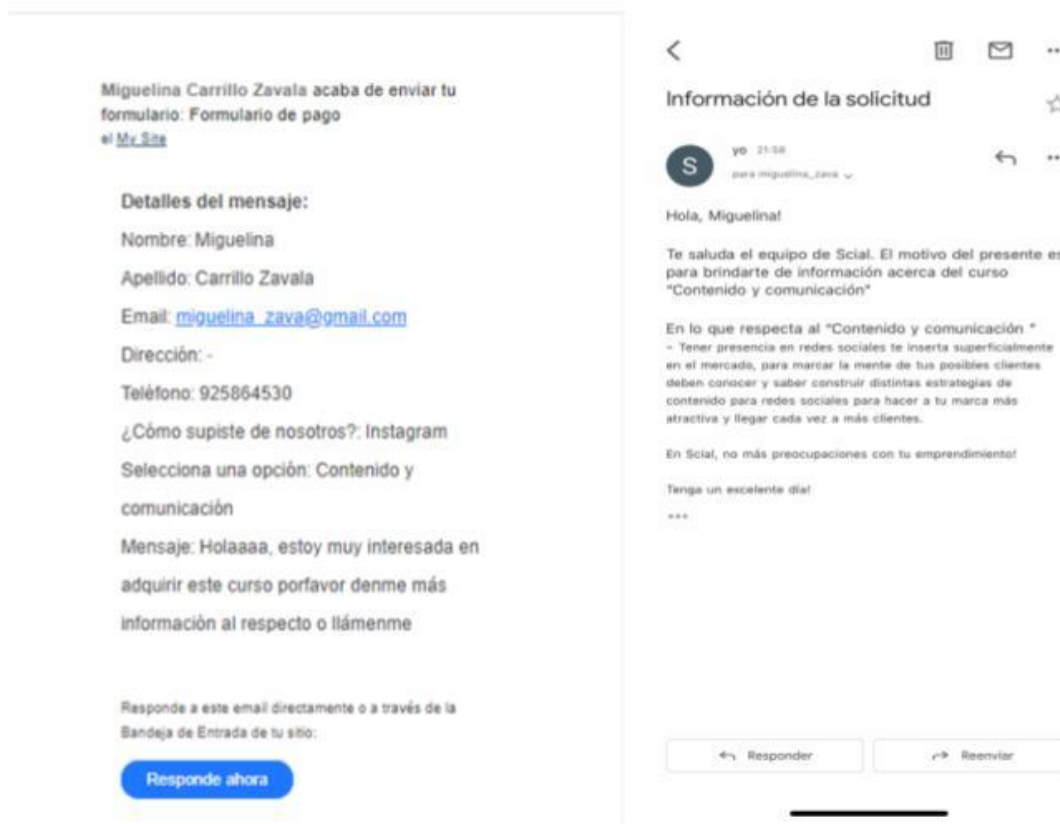 Miguelina Carrillo Zavala acaba de enviar tu
formulario: Formulario de pago
el My Site
Detalles del mensaje:
Nombre: Miguelina
Apellido: Carrillo Zavala
Email: miguelina_zava@gmail.com
Dirección: -
Teléfono: 925864530
¿Cómo supiste de nosotros?: Instagram
Selecciona una opción: Contenido y
comunicación
Mensaje: Holaaaa, estoy muy interesada en
adquirir este curso porfavor denme más
información al respecto o llámenme
Responde a este email directamente o a través de la
Bandeja de Entrada de tu sitio:
Responde ahora
Información de la solicitud
S
yo 21:58
para miguelina_zava
Hola, Miguelina!
Te saluda el equipo de Scial. El motivo del presente es
para brindarte de información acerca del curso
"Contenido y comunicación"
En lo que respecta al "Contenido y comunicación "
- Tener presencia en redes sociales te inserta superficialmente
en el mercado, para marcar la mente de tus posibles clientes
deben conocer y saber construir distintas estrategias de
contenido para redes sociales para hacer a tu marca más
atractiva y llegar cada vez a más clientes.
En Scial, no más preocupaciones con tu emprendimiento!
Tenga un excelente día!
Responder
Reenviar